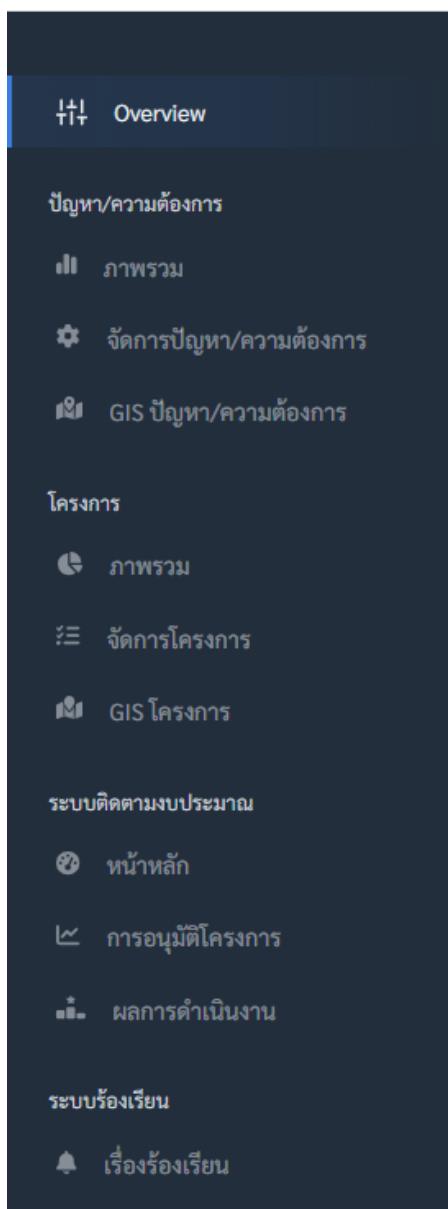 Overview
ปัญหา/ความต้องการ
ภาพรวม
จัดการปัญหา/ความต้องการ
GIS ปัญหา/ความต้องการ
โครงการ
ภาพรวม
จัดการโครงการ
GIS โครงการ
ระบบติดตามงบประมาณ
หน้าหลัก
การอนุมัติโครงการ
ผลการดำเนินงาน
ระบบร้องเรียน
เรื่องร้องเรียน